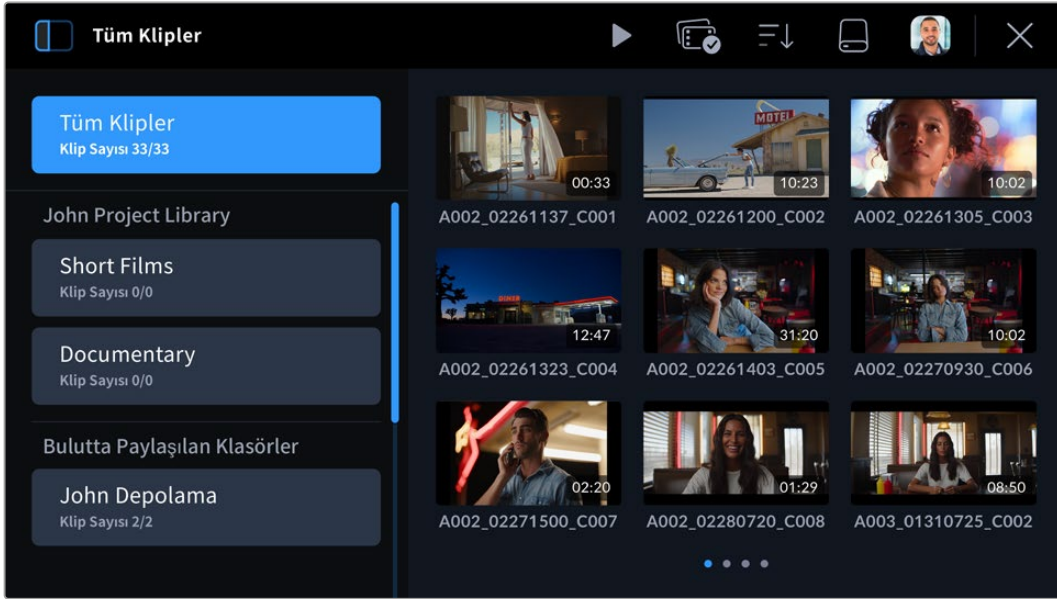 Tüm Klipler
Tüm Klipler
Klip Sayısı 33/33
John Project Library
Short Films
Klip Sayısı 0/0
Documentary
Klip Sayısı 0/0
Bulutta Paylaşılan Klasörler
John Depolama
Klip Sayısı 2/2
MOTEL
00:33
10:23
10:02
A002_02261137_C001
A002_02261200_C002
A002_02261305_C003
DINER
12:47
31:20
10:02
A002_02261323_C004
A002_02261403_C005
A002_02270930_C006
02:20
01:29
08:50
A002_02271500_C007
A002_02280720_C008
A003_01310725_C002